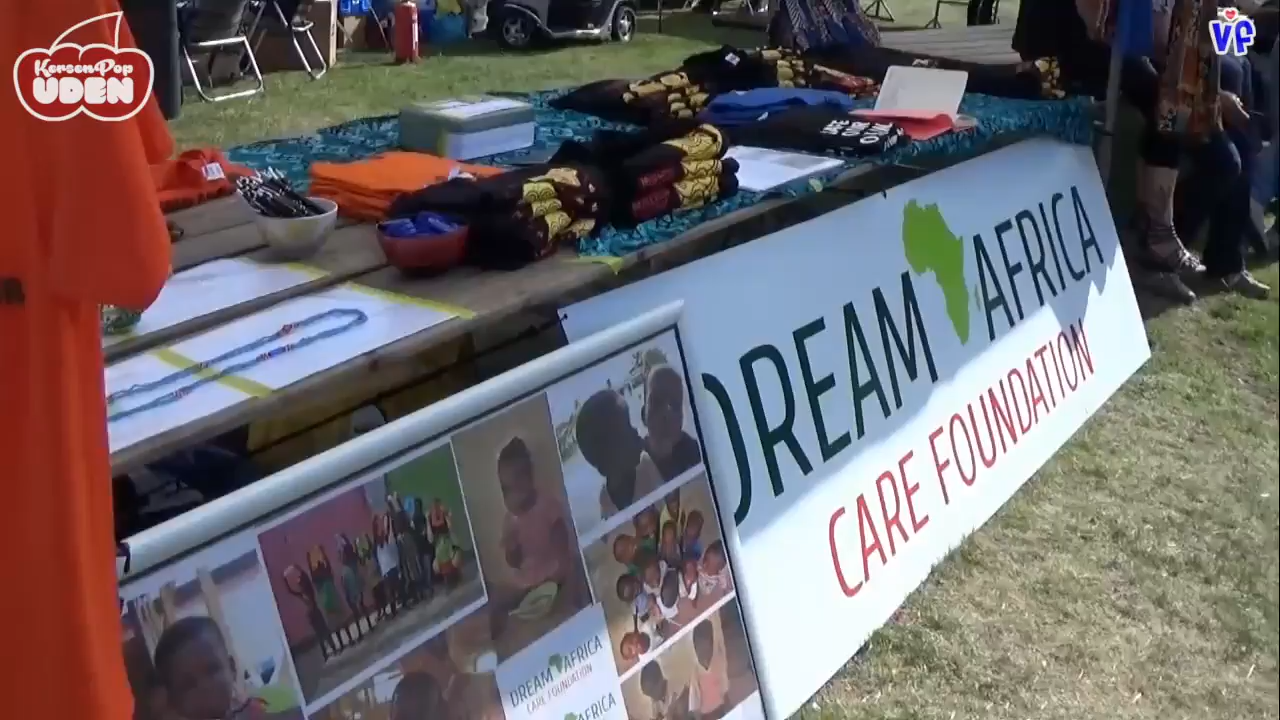 KersenPop
UDEN
VF
DREAM AFRICA
CARE FOUNDATION
DREAM AFRICA
CARE FOUNDATION
AFRICA